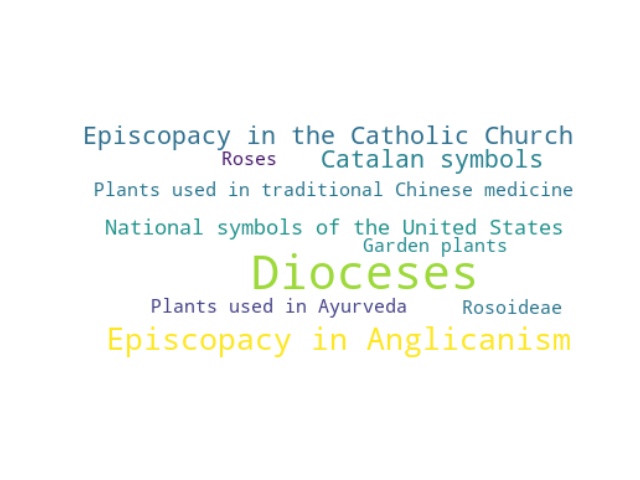 Episcopacy in the Catholic Church
Roses Catalan symbols
Plants used in traditional Chinese medicine
National symbols of the United States
Garden plants
Dioceses
Plants used in Ayurveda Rosoideae
Episcopacy in Anglicanism